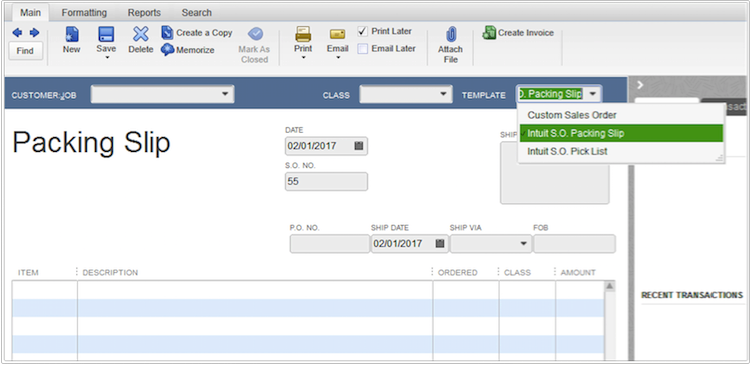 Main Formatting Reports Search
Find
New
Save
Delete
Create a Copy
Memorize
Mark As
Closed
Print
Email
Print Later
Email Later
Attach
File
Create Invoice
CUSTOMER:JOB
CLASS
TEMPLATE
O. Packing Slip
Custom Sales Order
Intuit S.O. Packing Slip
Intuit S.O. Pick List
Packing Slip
DATE
02/01/2017
S.O. NO.
55
SHIP
P.O. NO. SHIP DATE SHIP VIA FOB
02/01/2017
ITEM DESCRIPTION ORDERED CLASS AMOUNT
RECENT TRANSACTIONS